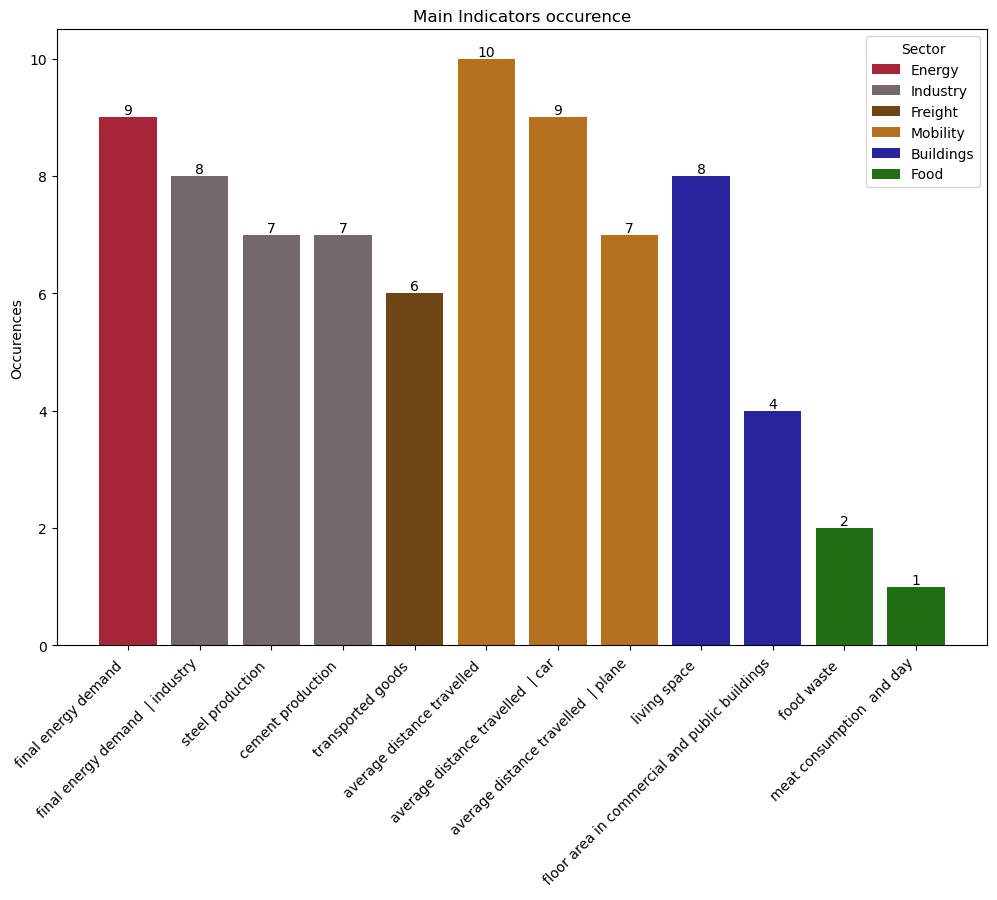 Main Indicators occurence
Sector
Energy
Industry
Freight
Mobility
Buildings
Food
Occurences
10
8
6
4
2
0
9
8
7
7
6
10
9
7
8
4
2
1
final energy demand
final energy demand | industry
steel production
cement production
transported goods
average distance travelled
average distance travelled | car
average distance travelled | plane
living space
floor area in commercial and public buildings
food waste
meat consumption and day